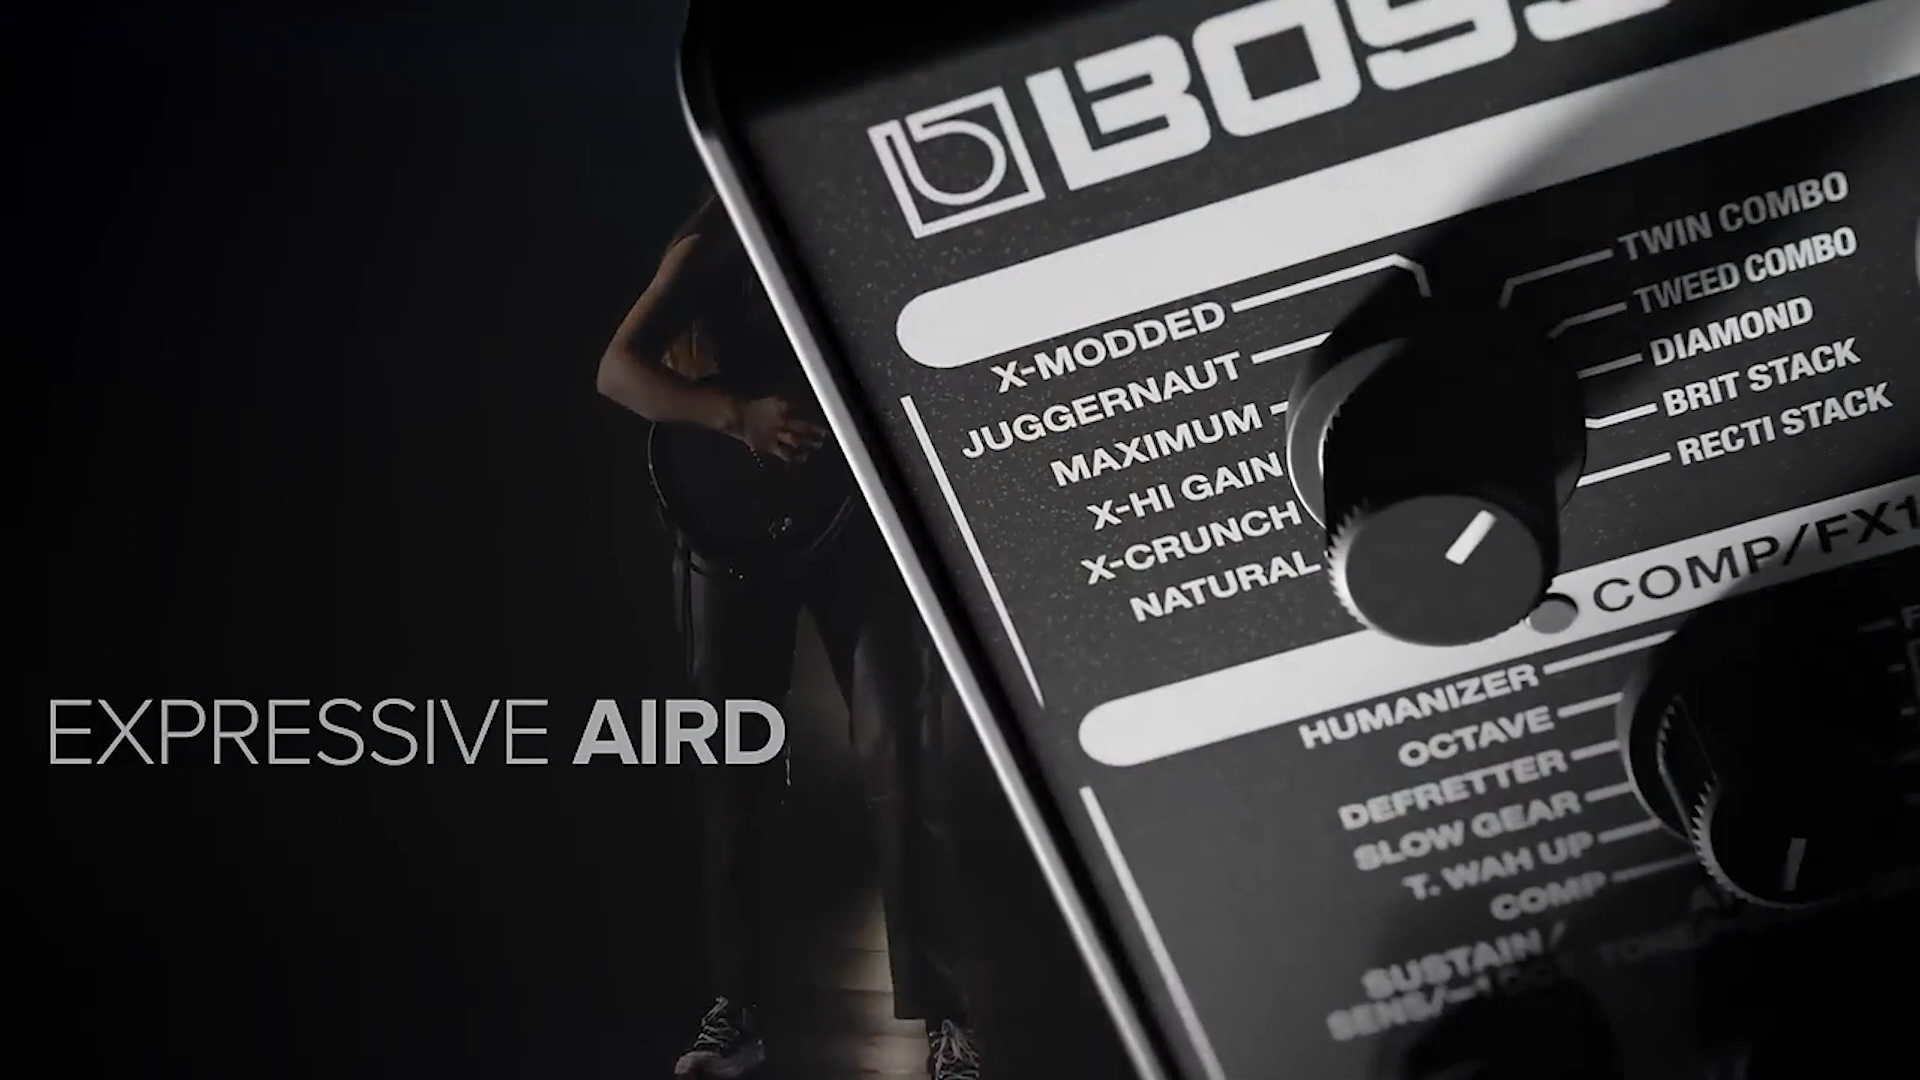 BOSS
X-MODDED
JUGGERNAUT
MAXIMUM
X-HI GAIN
X-CRUNCH
NATURAL
TWIN COMBO
TWEED COMBO
DIAMOND
BRIT STACK
RECTI STACK
COMP/FX1
HUMANIZER
OCTAVE
DEFRETTER
SLOW GEAR
T. WAH UP
COMP
SUSTAIN/
EXPRESSIVE AIRD